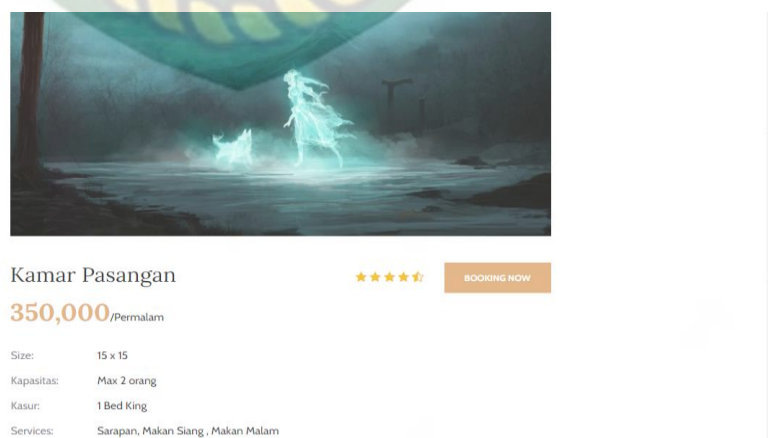 Kamar Pasangan
BOOKING NOW
350,000/Permalam
Size: 15 x 15
Kapasitas: Max 2 orang
Kasur: 1 Bed King
Services: Sarapan, Makan Siang , Makan Malam